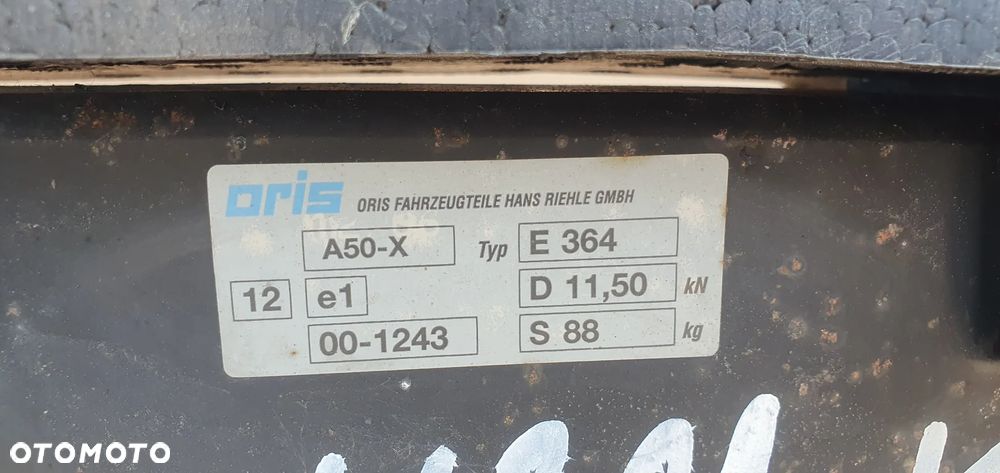 oris ORIS FAHRZEUGTEILE HANS RIEHLE GMBH
A50-X Typ E 364
12 e1 D 11,50 kN
00-1243 S 88 kg
OTOMOTO